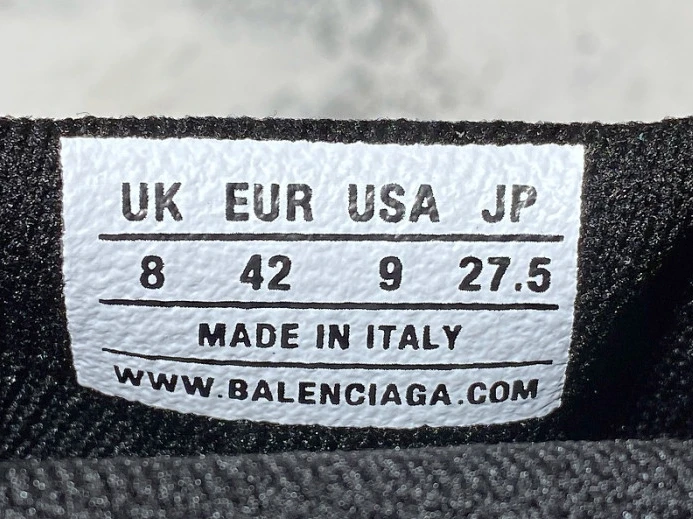 UK EUR USA JP
8 42 9 27.5
MADE IN ITALY
WWW.BALENCIAGA.COM